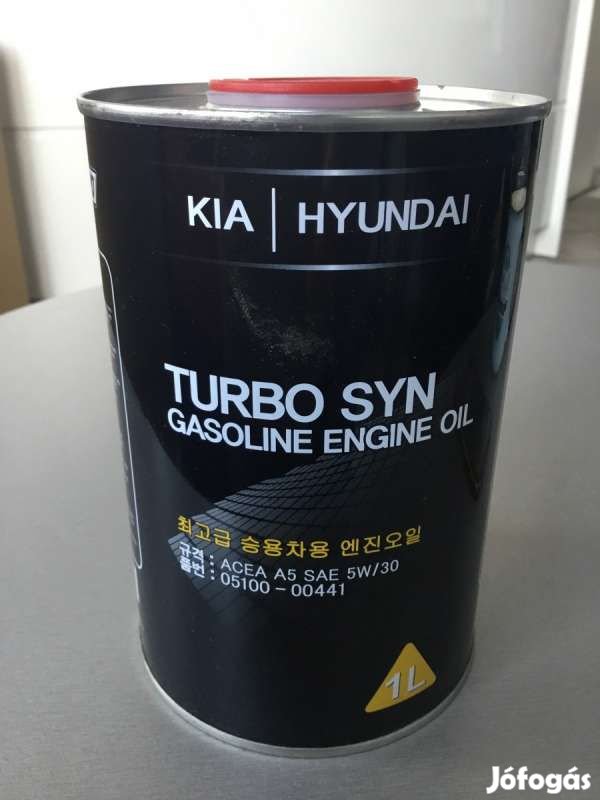 KIA | HYUNDAI
TURBO SYN
GASOLINE ENGINE OIL
최고급 승용차용 엔진오일
규격 : ACEA A5 SAE 5W/30
품번 : 05100-00441
1L
Jófogás